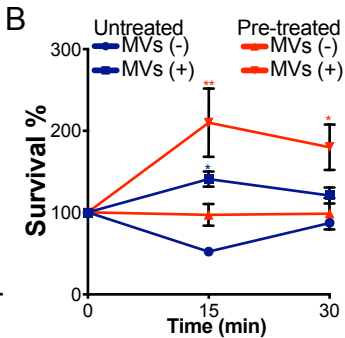 B
Untreated Pre-treated
MVs (-) MVs (-)
MVs (+) MVs (+)
300
**
200
*
*
100
0
0 15 30
Time (min)
Survival %